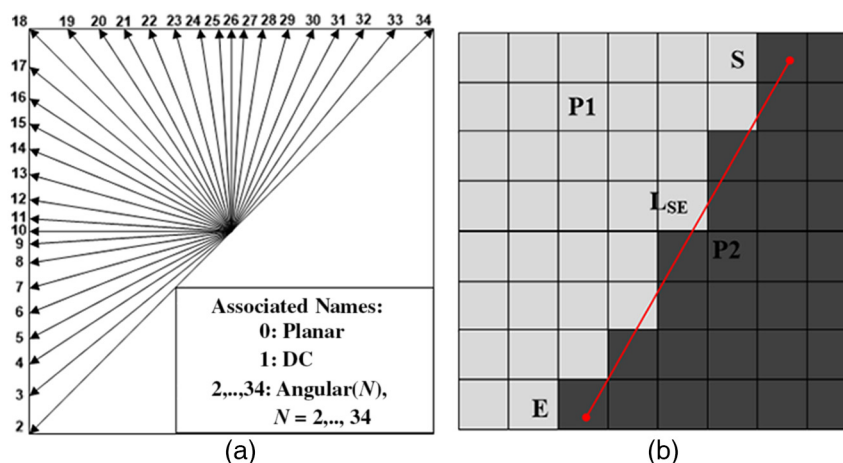 18 19 20 21 22 23 24 25 26 27 28 29 30 31 32 33 34
17
16
15
14
13
12
11
10
9
8
7
6
5
4
3
2
Associated Names:
0: Planar
1: DC
2,..,34: Angular(N),
N = 2,.., 34
(a)
S
P1
LSE
P2
E
(b)